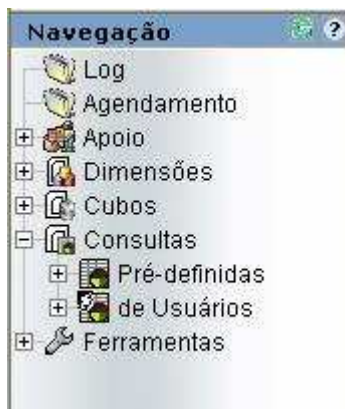 Navegação ?
Log
Agendamento
Apoio
Dimensões
Cubos
Consultas
Pré-definidas
de Usuários
Ferramentas